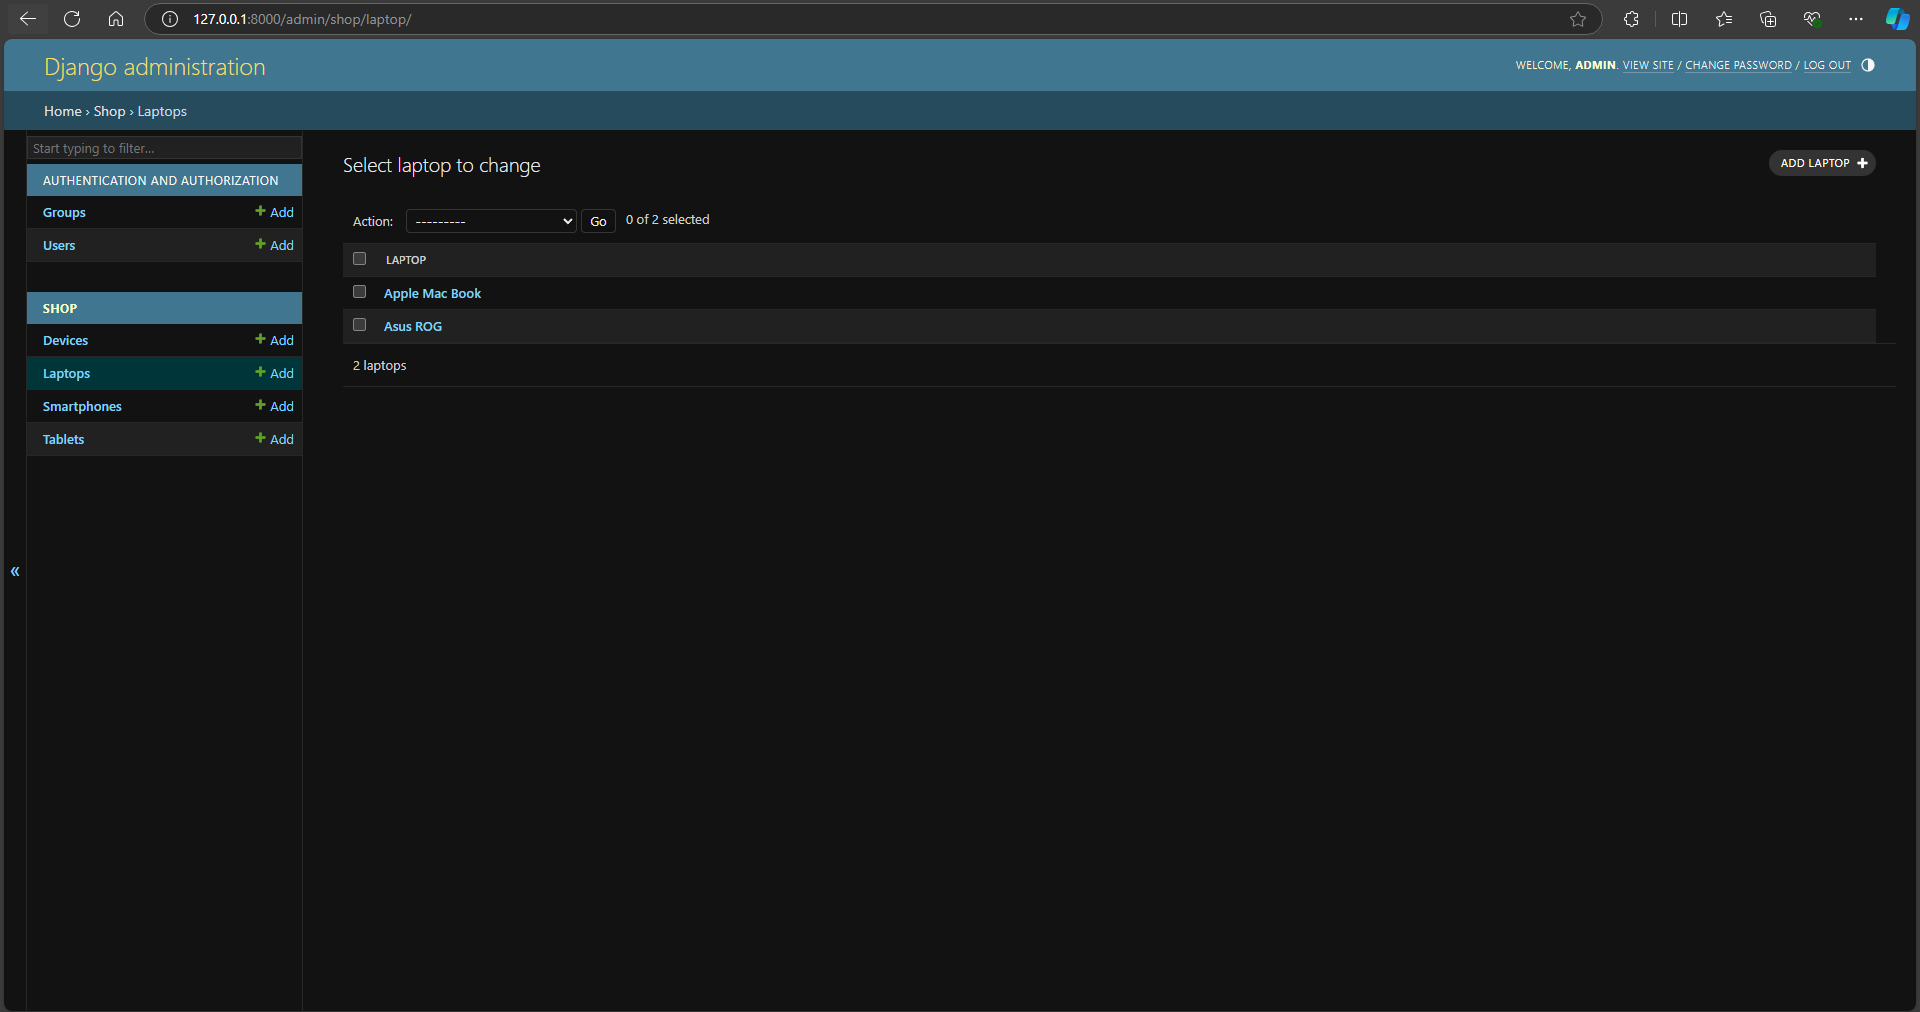 127.0.0.1:8000/admin/shop/laptop/
Django administration
WELCOME, ADMIN. VIEW SITE / CHANGE PASSWORD / LOG OUT
Home › Shop › Laptops
Start typing to filter...
AUTHENTICATION AND AUTHORIZATION
Groups + Add
Users + Add
SHOP
Devices + Add
Laptops + Add
Smartphones + Add
Tablets + Add
«
Select laptop to change
ADD LAPTOP +
Action: --------- Go 0 of 2 selected
LAPTOP
Apple Mac Book
Asus ROG
2 laptops